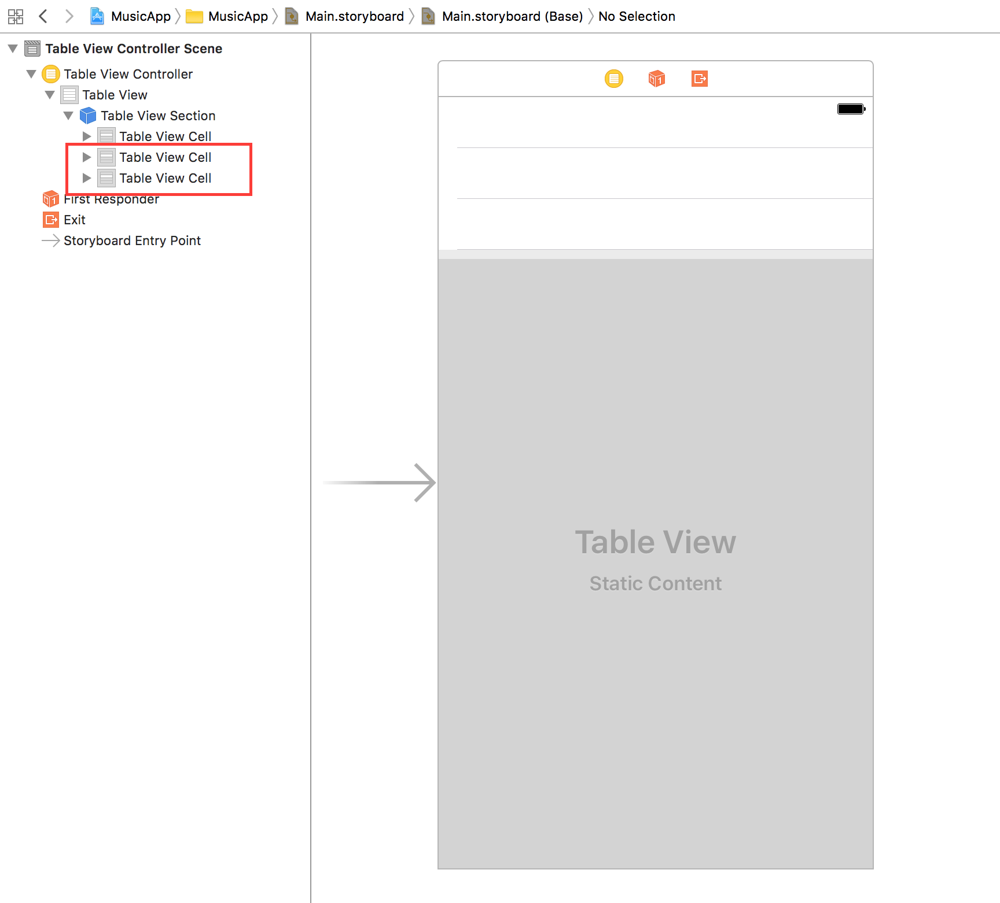 MusicApp MusicApp Main.storyboard Main.storyboard (Base) No Selection
Table View Controller Scene
Table View Controller
Table View
Table View Section
Table View Cell
Table View Cell
Table View Cell
First Responder
Exit
Storyboard Entry Point
Table View
Static Content